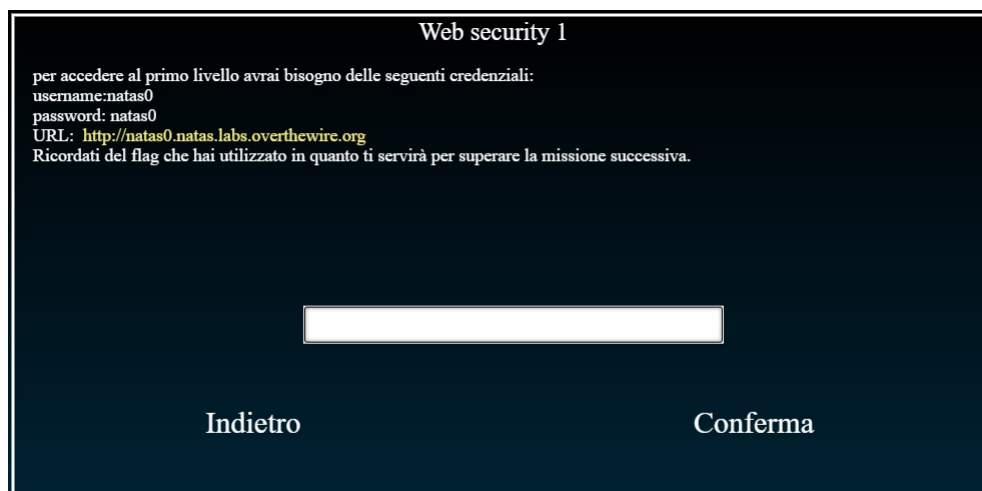 Web security 1
per accedere al primo livello avrai bisogno delle seguenti credenziali:
username:natas0
password: natas0
URL: http://natas0.natas.labs.overthewire.org
Ricordati del flag che hai utilizzato in quanto ti servirà per superare la missione successiva.
Indietro
Conferma